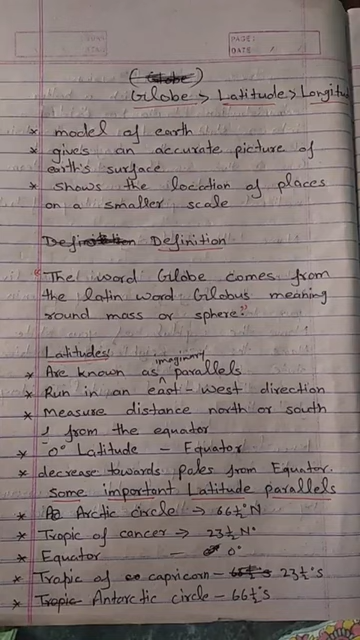 PAGE:
DATE
(Globe)
Globe > Latitude > Longitud
* model of earth
* gives an accurate picture of
earth's surface
* shows the location of places
on a smaller scale
Definition Definition
"The word Globe comes from
the latin word Globus meaning
round mass or sphere."
Latitudes:
imaginary
* Are known as parallels
* Run in an east - west direction
* Measure distance north or south
from the equator
* 0° Latitude - Equator
* decrease towards poles from Equator.
some important Latitude parallels
* Arctic circle → 66½°N
* Tropic of cancer → 23½N°
* Equator - 0°
* Tropic of capricorn - 23½°s
* Tropic Antarctic circle - 66½°s